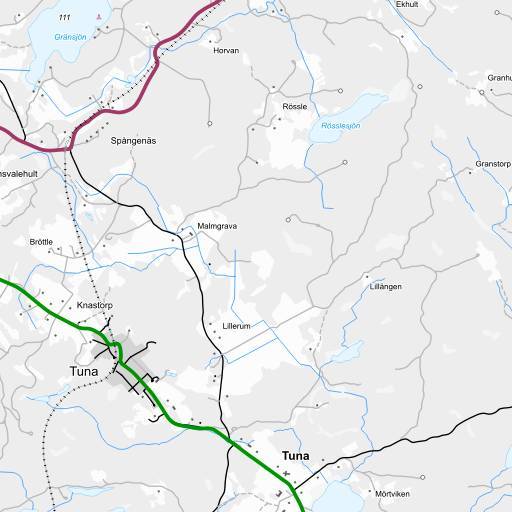 Ekhult
111
Gränsjön
Horvan
Granhu
Rössle
Rösslesjön
Spångenäs
Granstorp
nsvalehult
Malmgrava
Bröttle
Lillängen
Knastorp
Lillerum
Tuna
Tuna
Mörtviken